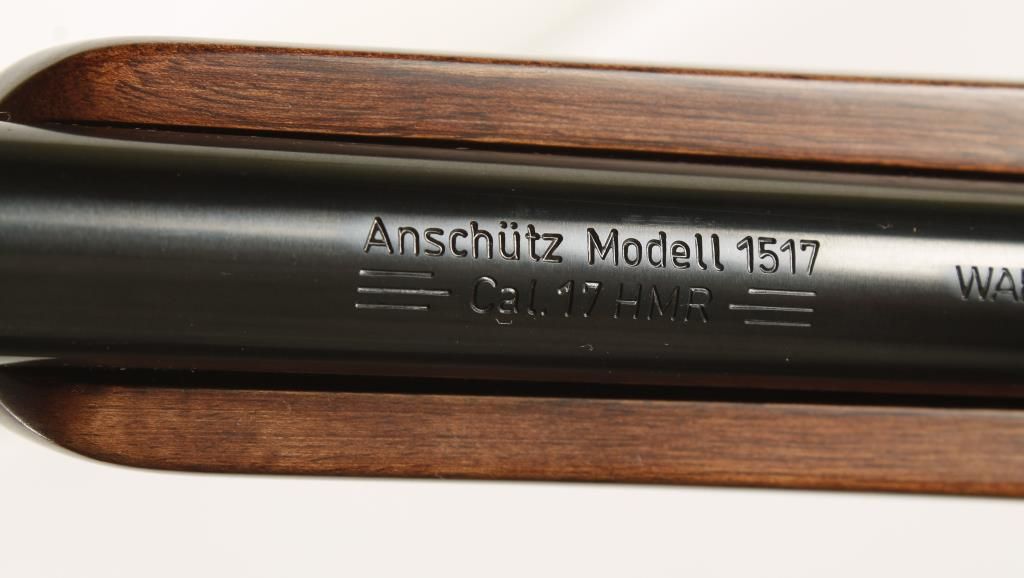 Anschütz Modell 1517
Cal. 17 HMR